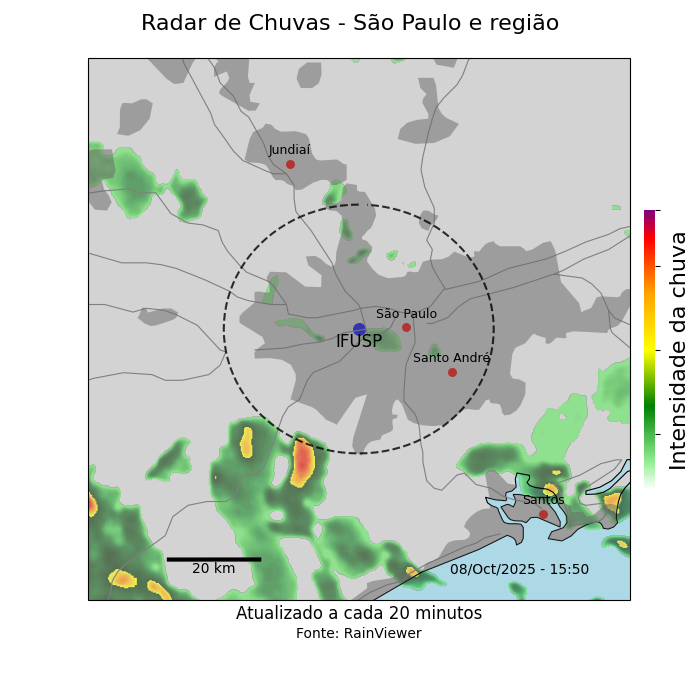 Radar de Chuvas - São Paulo e região
Jundiaí
São Paulo
IFUSP
Santo André
Santos
20 km
08/Oct/2025 - 15:50
Intensidade da chuva
Atualizado a cada 20 minutos
Fonte: RainViewer